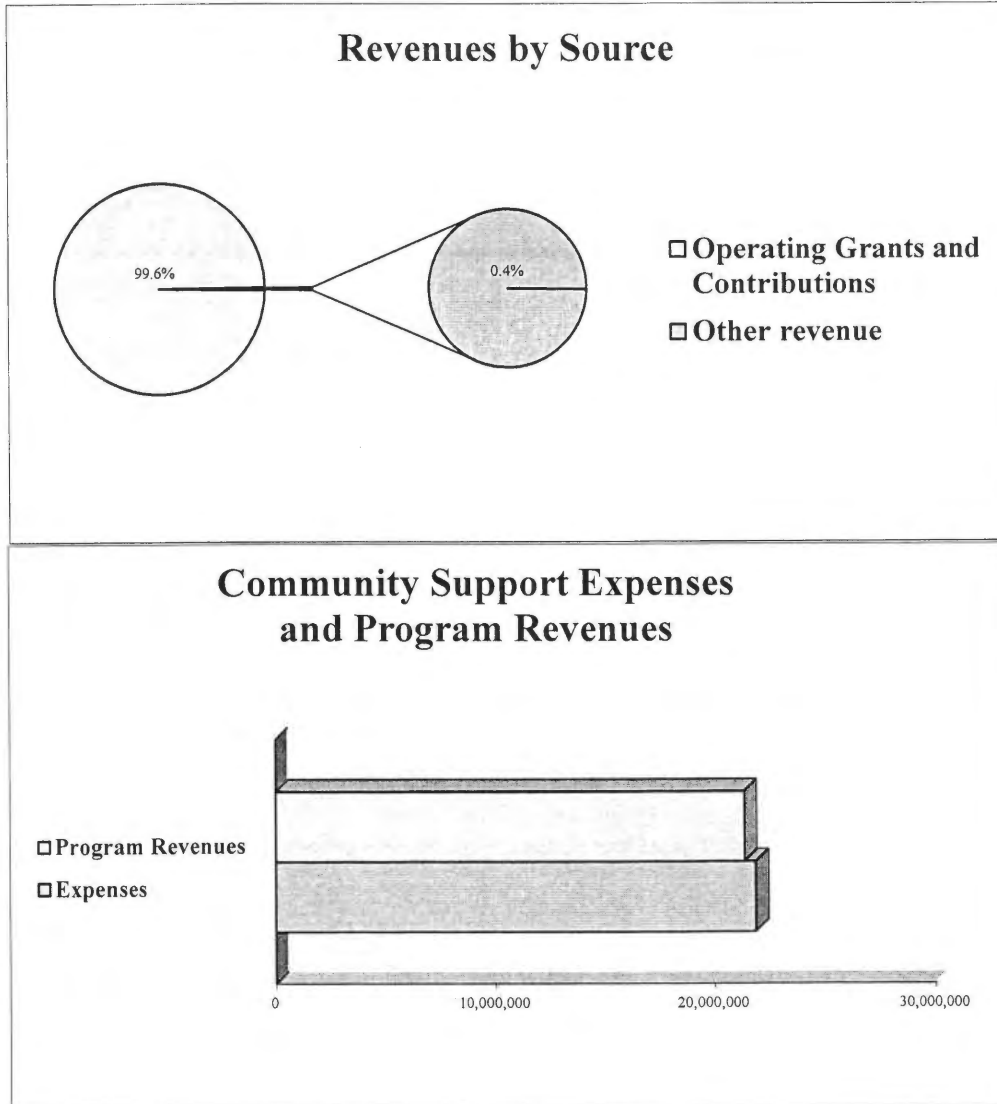 Revenues by Source
99.6%
0.4%
Operating Grants and
Contributions
Other revenue
Community Support Expenses
and Program Revenues
Program Revenues
Expenses
0
10,000,000
20,000,000
30,000,000